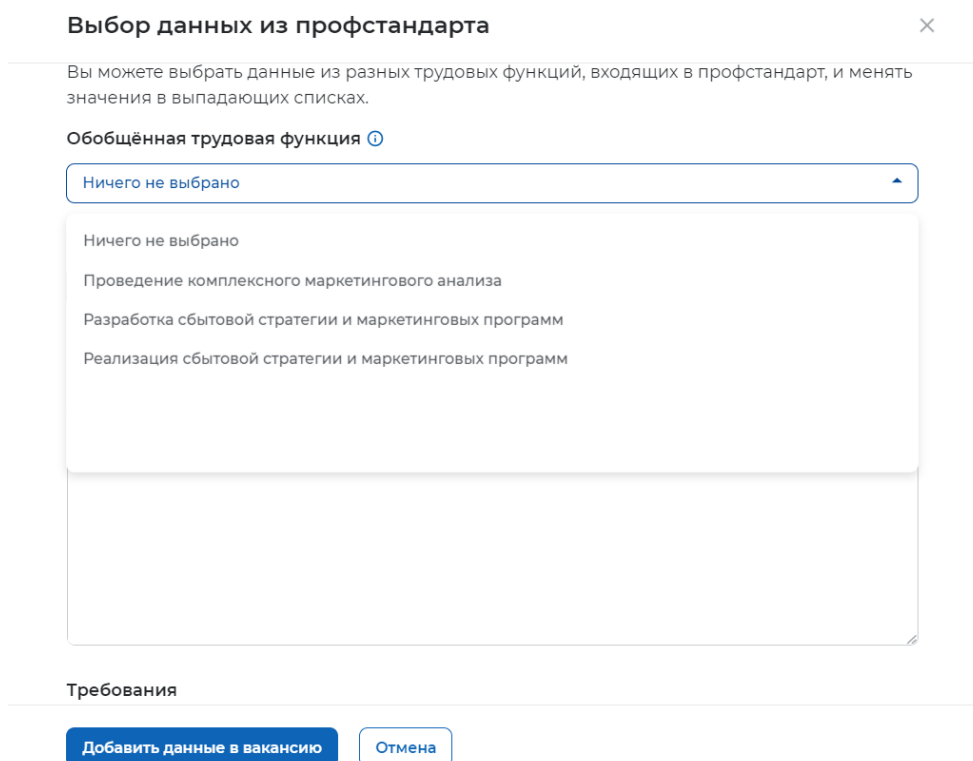 Выбор данных из профстандарта
Вы можете выбрать данные из разных трудовых функций, входящих в профстандарт, и менять
значения в выпадающих списках.
Обобщённая трудовая функция
Ничего не выбрано
Ничего не выбрано
Проведение комплексного маркетингового анализа
Разработка сбытовой стратегии и маркетинговых программ
Реализация сбытовой стратегии и маркетинговых программ
Требования
Добавить данные в вакансию
Отмена